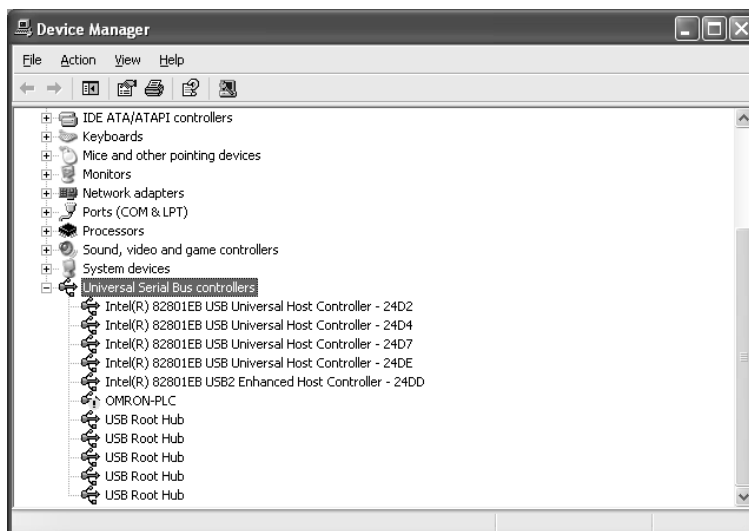 Device Manager
File Action View Help
IDE ATA/ATAPI controllers
Keyboards
Mice and other pointing devices
Monitors
Network adapters
Ports (COM & LPT)
Processors
Sound, video and game controllers
System devices
Universal Serial Bus controllers
Intel(R) 82801EB USB Universal Host Controller - 24D2
Intel(R) 82801EB USB Universal Host Controller - 24D4
Intel(R) 82801EB USB Universal Host Controller - 24D7
Intel(R) 82801EB USB Universal Host Controller - 24DE
Intel(R) 82801EB USB2 Enhanced Host Controller - 24DD
OMRON-PLC
USB Root Hub
USB Root Hub
USB Root Hub
USB Root Hub
USB Root Hub